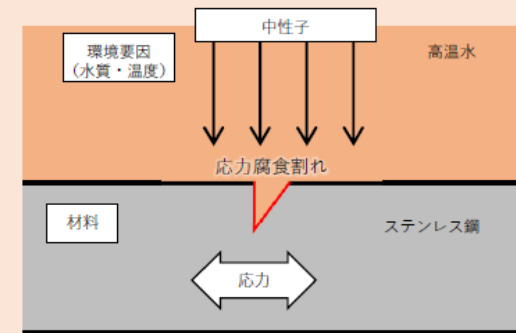 中性子
環境要因
（水質・温度）
高温水
応力腐食割れ
材料
ステンレス鋼
応力